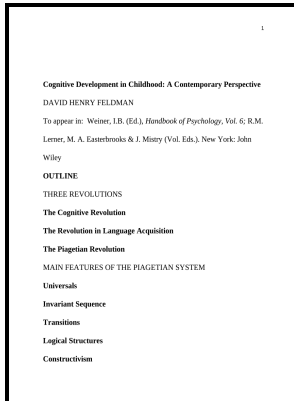 1
Cognitive Development in Childhood: A Contemporary Perspective
DAVID HENRY FELDMAN
To appear in: Weiner, I.B. (Ed.), Handbook of Psychology, Vol. 6; R.M.
Lerner, M. A. Easterbrooks & J. Mistry (Vol. Eds.). New York: John
Wiley
OUTLINE
THREE REVOLUTIONS
The Cognitive Revolution
The Revolution in Language Acquisition
The Piagetian Revolution
MAIN FEATURES OF THE PIAGETIAN SYSTEM
Universals
Invariant Sequence
Transitions
Logical Structures
Constructivism